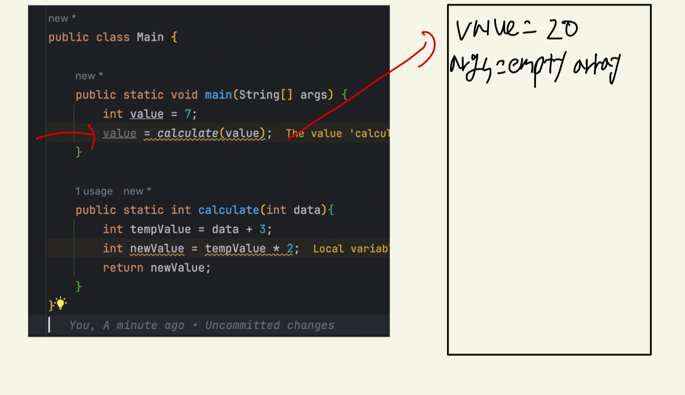 new *
public class Main {
new *
public static void main(String[] args) {
int value = 7;
value = calculate(value); The value 'calcul
}
1 usage new *
public static int calculate(int data){
int tempValue = data + 3;
int newValue = tempValue * 2; Local variabl
return newValue;
}
}
You, A minute ago • Uncommitted changes
value = 20
args = empty array